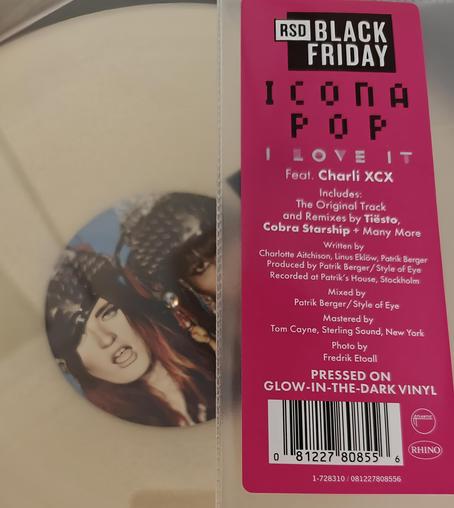 RSD BLACK
FRIDAY
ICONA
POP
I LOVE IT
Feat. Charli XCX
Includes:
The Original Track
and Remixes by Tiësto,
Cobra Starship + Many More
Written by
Charlotte Aitchison, Linus Eklöw, Patrik Berger
Produced by Patrik Berger/Style of Eye
Recorded at Patrik's House, Stockholm
Mixed by
Patrik Berger/Style of Eye
Mastered by
Tom Cayne, Sterling Sound, New York
Photo by
Fredrik Etoall
PRESSED ON
GLOW-IN-THE-DARK VINYL
0 81227 80855 6
ATLANTIC
RHINO
1-728310 / 081227808556